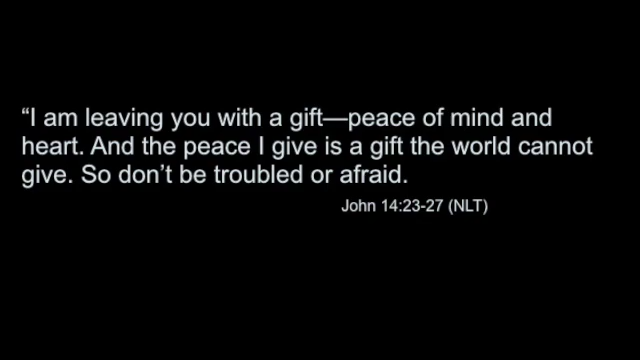 “I am leaving you with a gift—peace of mind and
heart. And the peace I give is a gift the world cannot
give. So don’t be troubled or afraid.
John 14:23-27 (NLT)